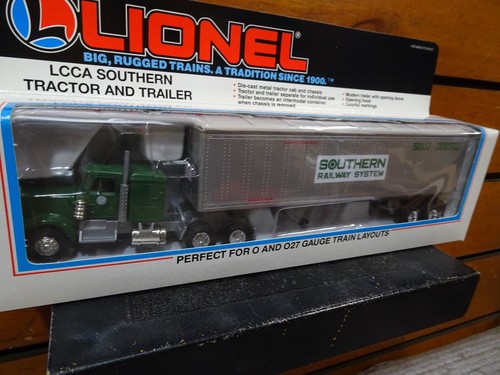 LIONEL
BIG, RUGGED TRAINS. A TRADITION SINCE 1900.™
LCCA SOUTHERN
TRACTOR AND TRAILER
• Die-cast metal tractor cab and chassis
• Tractor and trailer separate for individual use
• Trailer becomes an intermodal container
when chassis is removed
• Modern trailer with opening doors
• Opening hood
• Colorful markings
SOUTHERN
RAILWAY SYSTEM
PERFECT FOR O AND O27 GAUGE TRAIN LAYOUTS